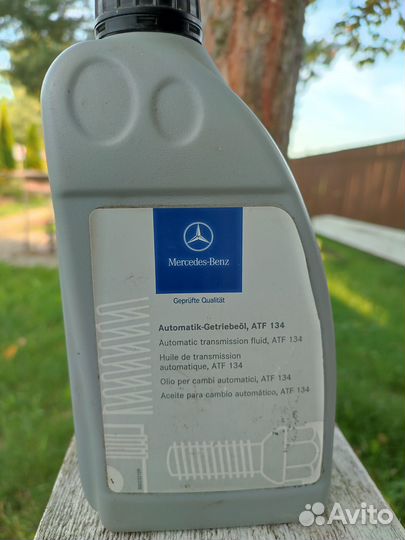 Mercedes-Benz
Geprüfte Qualität
Automatik-Getriebeöl, ATF 134
Automatic transmission fluid, ATF 134
Huile de transmission
automatique, ATF 134
Olio per cambi automatici, ATF 134
Aceite para cambio automático, ATF 134
Avito